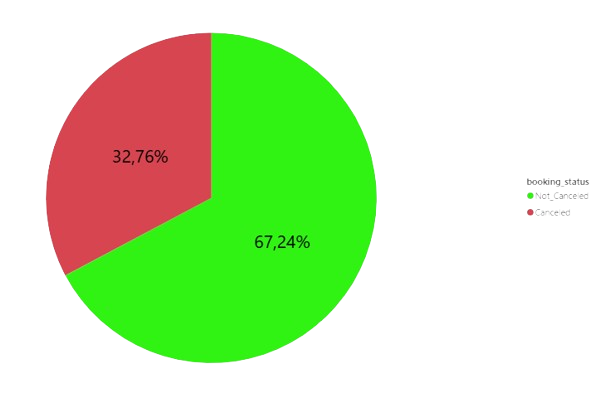 32,76%
67,24%
booking_status
Not_Canceled
Canceled